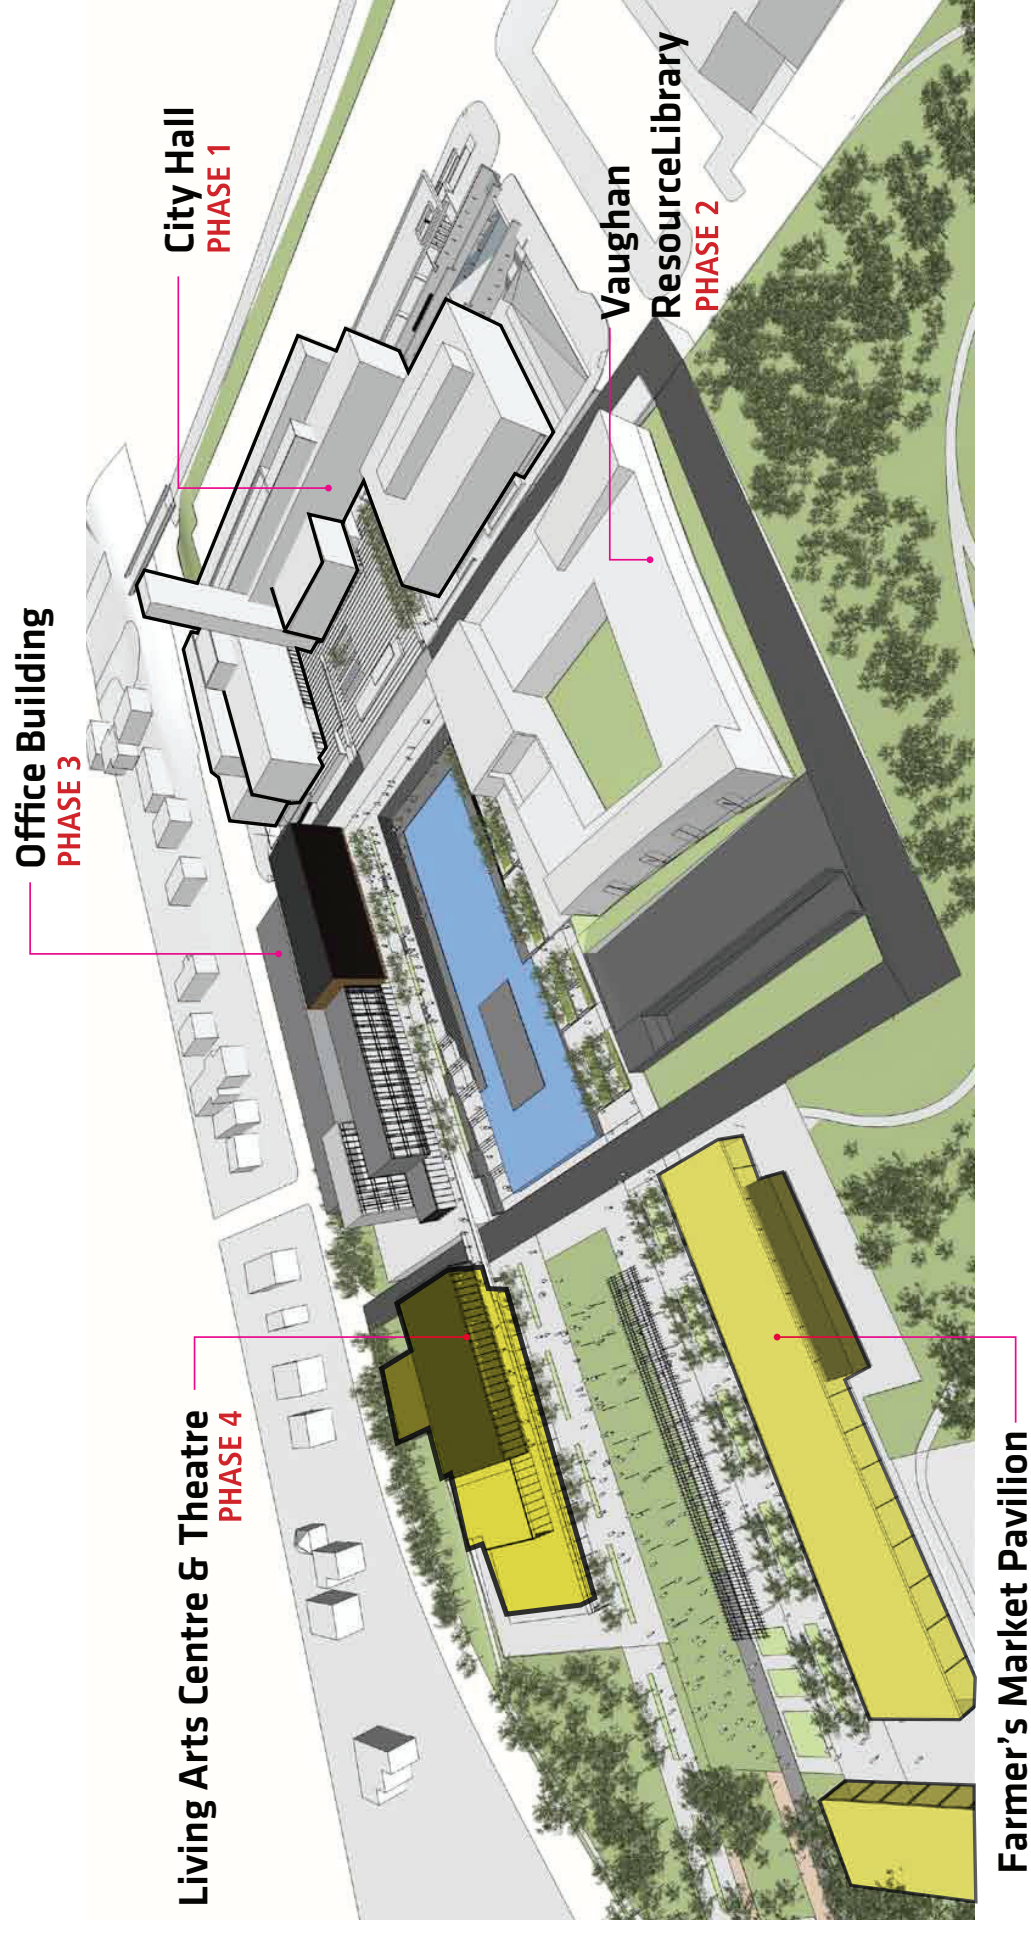 Living Arts Centre & Theatre
PHASE 4
Office Building
PHASE 3
City Hall
PHASE 1
Vaughan
ResourceLibrary
PHASE 2
Farmer's Market Pavilion